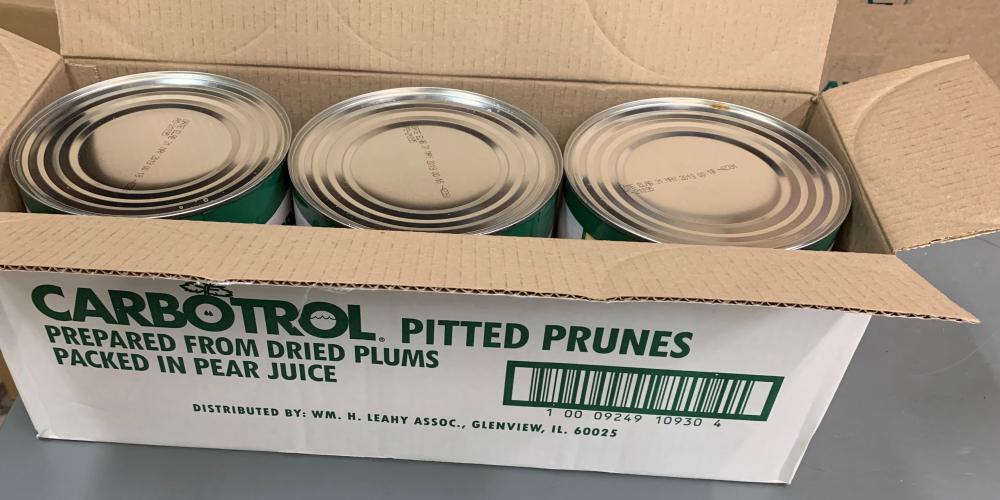 CARBOTROL® PITTED PRUNES
PREPARED FROM DRIED PLUMS
PACKED IN PEAR JUICE
1 00 09249 10930 4
DISTRIBUTED BY: WM. H. LEAHY ASSOC., GLENVIEW, IL. 60025